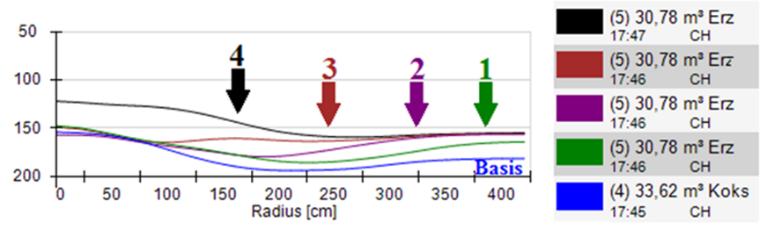 50
100
150
200
4
3
2
1
Basis
0 50 100 150 200 250 300 350 400
Radius [cm]
(5) 30,78 m³ Erz
17:47 CH
(5) 30,78 m³ Erz
17:46 CH
(5) 30,78 m³ Erz
17:46 CH
(5) 30,78 m³ Erz
17:46 CH
(4) 33,62 m³ Koks
17:45 CH